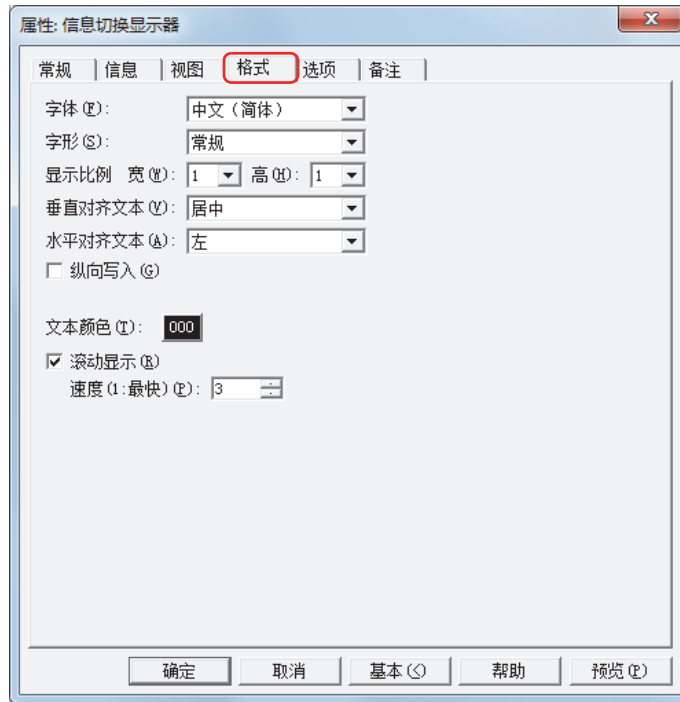 属性: 信息切换显示器
常规 信息 视图 格式 选项 备注
字体(F): 中文（简体）
字形(S): 常规
显示比例 宽(W): 1 高(H): 1
垂直对齐文本(V): 居中
水平对齐文本(A): 左
纵向写入(G)
文本颜色(T): 000
滚动显示(R)
速度(1:最快)(P): 3
确定 取消 基本(<) 帮助 预览(P)